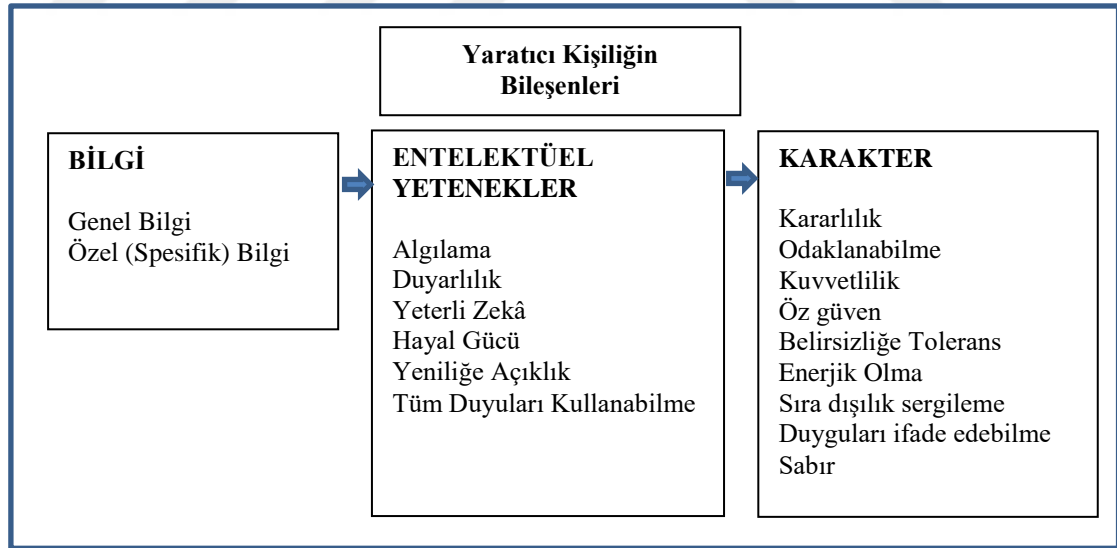 Yaratıcı Kişiliğin
Bileşenleri
BİLGİ
Genel Bilgi
Özel (Spesifik) Bilgi
ENTELEKTÜEL
YETENEKLER
Algılama
Duyarlılık
Yeterli Zekâ
Hayal Gücü
Yeniliğe Açıklık
Tüm Duyuları Kullanabilme
KARAKTER
Kararlılık
Odaklanabilme
Kuvvetlilik
Öz güven
Belirsizliğe Tolerans
Enerjik Olma
Sıra dışılık sergileme
Duyguları ifade edebilme
Sabır